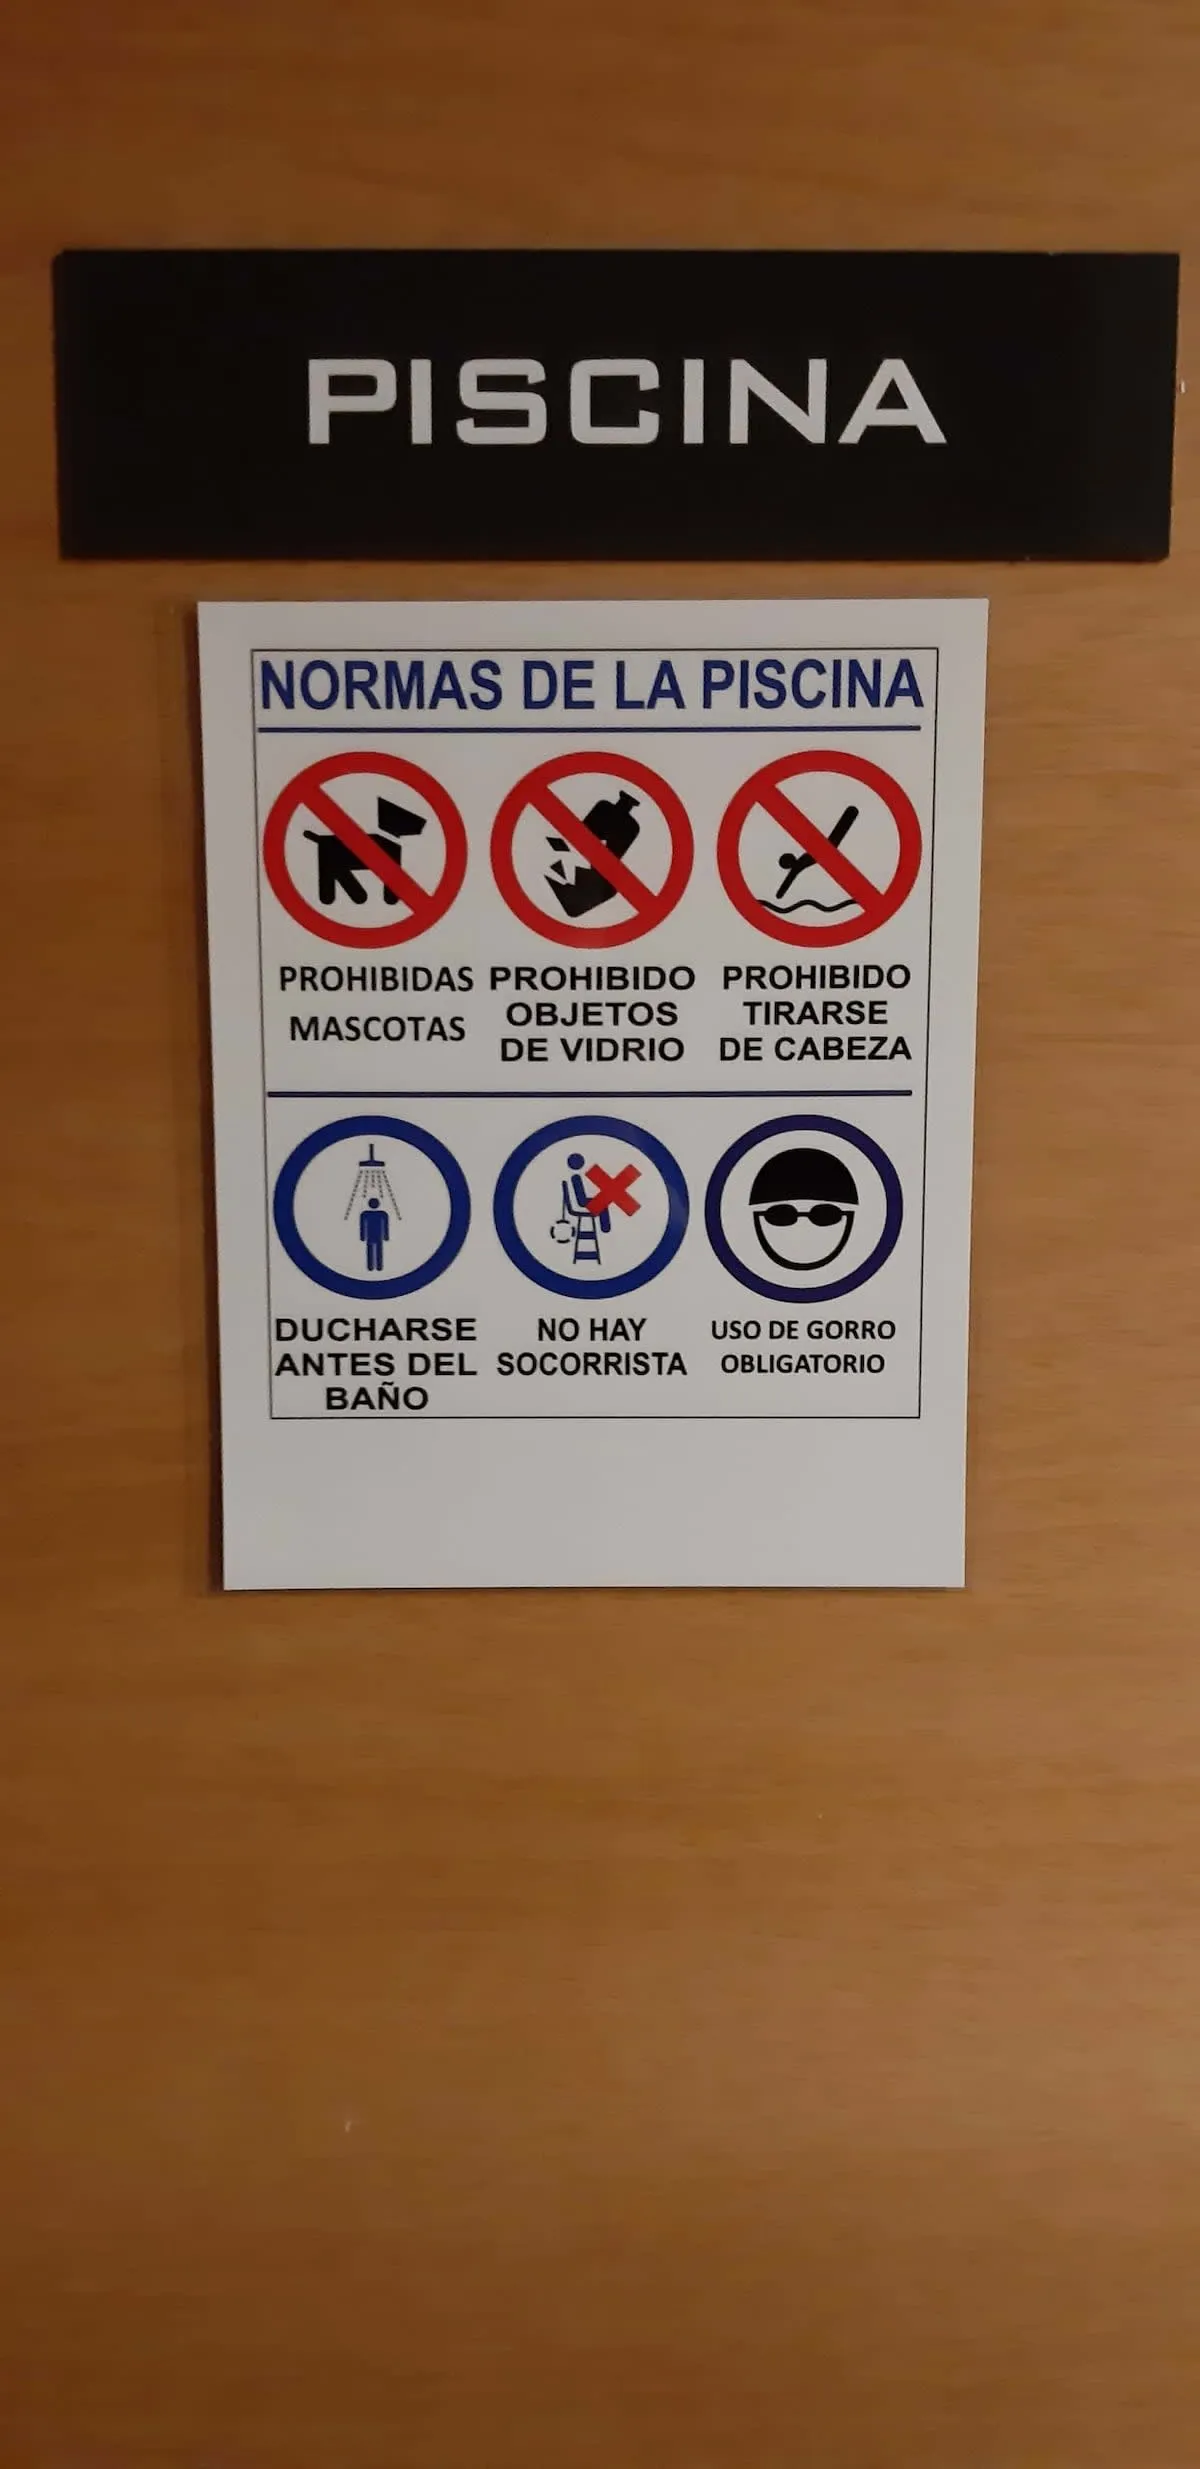 PISCINA
NORMAS DE LA PISCINA
PROHIBIDAS
MASCOTAS
PROHIBIDO
OBJETOS
DE VIDRIO
PROHIBIDO
TIRARSE
DE CABEZA
DUCHARSE
ANTES DEL
BAÑO
NO HAY
SOCORRISTA
USO DE GORRO
OBLIGATORIO